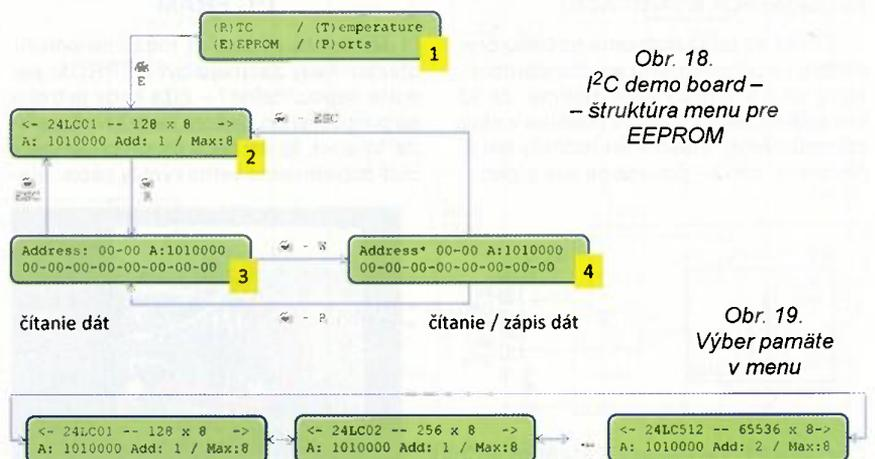 (R)TC / (T)emperature
(E)EPROM / (P)orts
1
E
Obr. 18.
I²C demo board –
štruktúra menu pre
EEPROM
<- 24LC01 -- 128 x 8 ->
A: 1010000 Add: 1 / Max:8
2
ESC
ESC
R
Address: 00-00 A:1010000
00-00-00-00-00-00-00-00
3
- W
Address* 00-00 A:1010000
00-00-00-00-00-00-00-00
4
- R
čítanie dát
čítanie / zápis dát
Obr. 19.
Výber pamäte
v menu
<- 24LC01 -- 128 x 8 ->
A: 1010000 Add: 1 / Max:8
<- 24LC02 -- 256 x 8 ->
A: 1010000 Add: 1 / Max:8
<- 24LC512 -- 65536 x 8->
A: 1010000 Add: 2 / Max:8